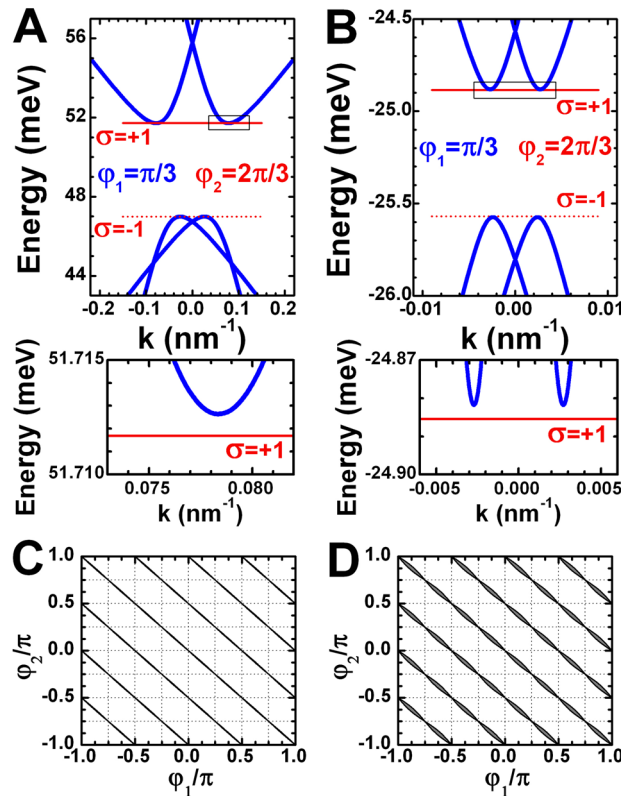 A
B
Energy (meV)
56
52
48
44
σ=+1
φ₁=π/3 φ₂=2π/3
σ=-1
-0.2 -0.1 0.0 0.1 0.2
k (nm⁻¹)
Energy (meV)
-24.5
-25.0
-25.5
-26.0
σ=+1
φ₁=π/3 φ₂=2π/3
σ=-1
-0.01 0.00 0.01
k (nm⁻¹)
Energy (meV)
51.715
51.710
σ=+1
0.075 0.080
k (nm⁻¹)
Energy (meV)
-24.87
-24.90
σ=+1
-0.005 0.000 0.005
k (nm⁻¹)
C
φ₂/π
1.0
0.5
0.0
-0.5
-1.0
-1.0 -0.5 0.0 0.5 1.0
φ₁/π
D
φ₂/π
1.0
0.5
0.0
-0.5
-1.0
-1.0 -0.5 0.0 0.5 1.0
φ₁/π